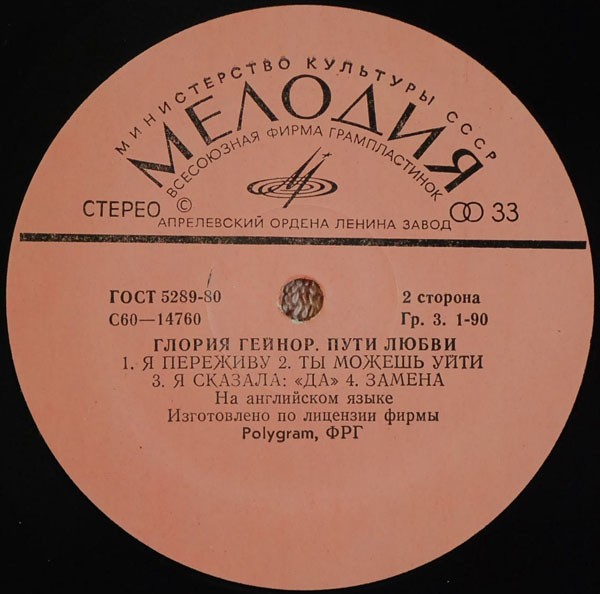 МИНИСТЕРСТВО КУЛЬТУРЫ СССР
МЕЛОДИЯ
ВСЕСОЮЗНАЯ ФИРМА ГРАМПЛАСТИНОК
СТЕРЕО © 33
АПРЕЛЕВСКИЙ ОРДЕНА ЛЕНИНА ЗАВОД
ГОСТ 5289-80 2 сторона
С60—14760 Гр. 3. 1-90
ГЛОРИЯ ГЕЙНОР. ПУТИ ЛЮБВИ
1. Я ПЕРЕЖИВУ 2. ТЫ МОЖЕШЬ УЙТИ
3. Я СКАЗАЛА: «ДА» 4. ЗАМЕНА
На английском языке
Изготовлено по лицензии фирмы
Polygram, ФРГ